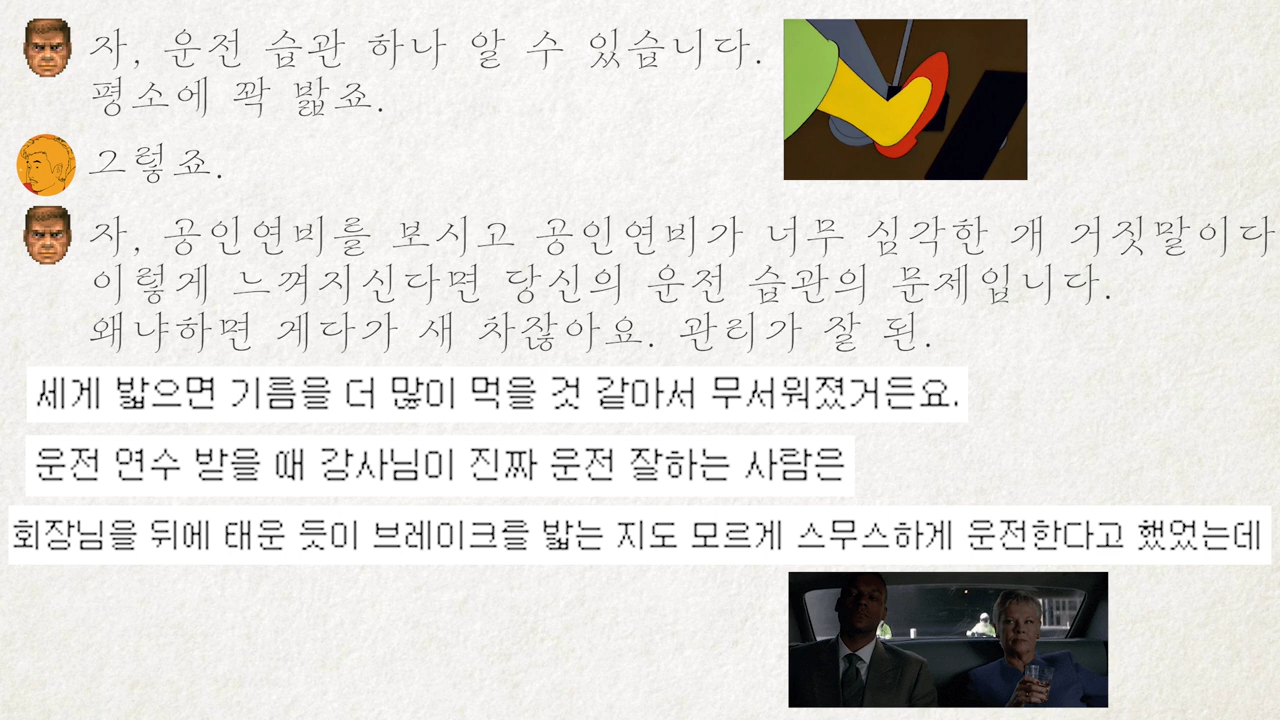 자, 운전 습관 하나 알 수 있습니다.
평소에 꽉 밟죠.
그렇죠.
자, 공인연비를 보시고 공인연비가 너무 심각한 개 거짓말이다
이렇게 느껴지신다면 당신의 운전 습관의 문제입니다.
왜냐하면 게다가 새 차잖아요. 관리가 잘 된.
세게 밟으면 기름을 더 많이 먹을 것 같아서 무서워졌거든요.
운전 연수 받을 때 강사님이 진짜 운전 잘하는 사람은
회장님을 뒤에 태운 듯이 브레이크를 밟는 지도 모르게 스무스하게 운전한다고 했었는데